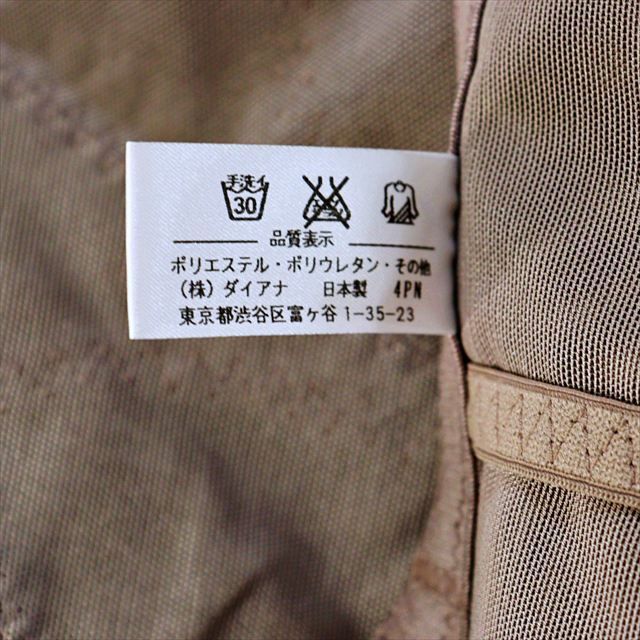 手洗イ
30
品質表示
ポリエステル・ポリウレタン・その他
(株) ダイアナ 日本製 4PN
東京都渋谷区富ヶ谷 1-35-23